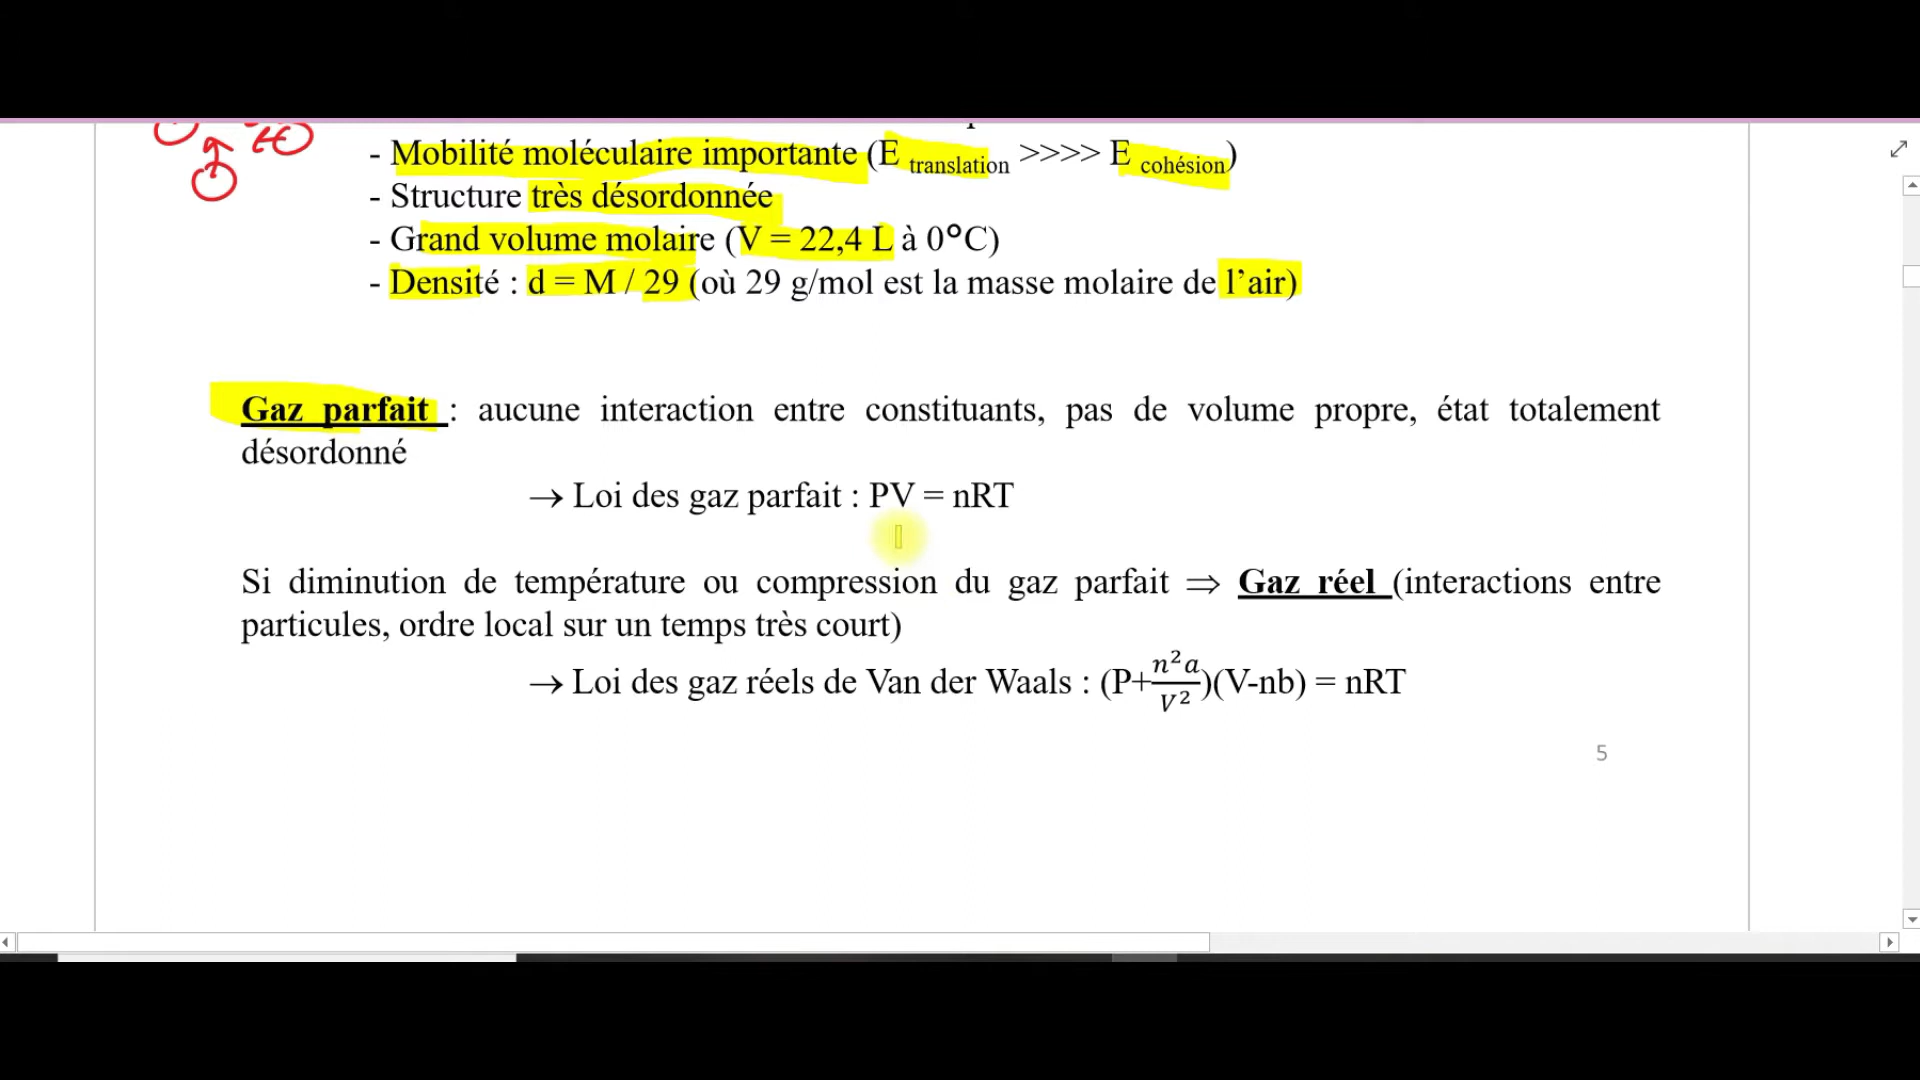 - Mobilité moléculaire importante (E translation >>>> E cohésion)
- Structure très désordonnée
- Grand volume molaire (V = 22,4 L à 0°C)
- Densité : d = M / 29 (où 29 g/mol est la masse molaire de l’air)
Gaz parfait : aucune interaction entre constituants, pas de volume propre, état totalement
désordonné
→ Loi des gaz parfait : PV = nRT
Si diminution de température ou compression du gaz parfait ⇒ Gaz réel (interactions entre
particules, ordre local sur un temps très court)
→ Loi des gaz réels de Van der Waals : (P+n²a/V²)(V-nb) = nRT
5